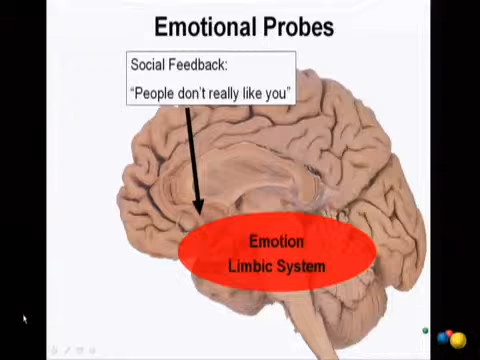 Emotional Probes
Social Feedback:
“People don’t really like you”
Emotion
Limbic System